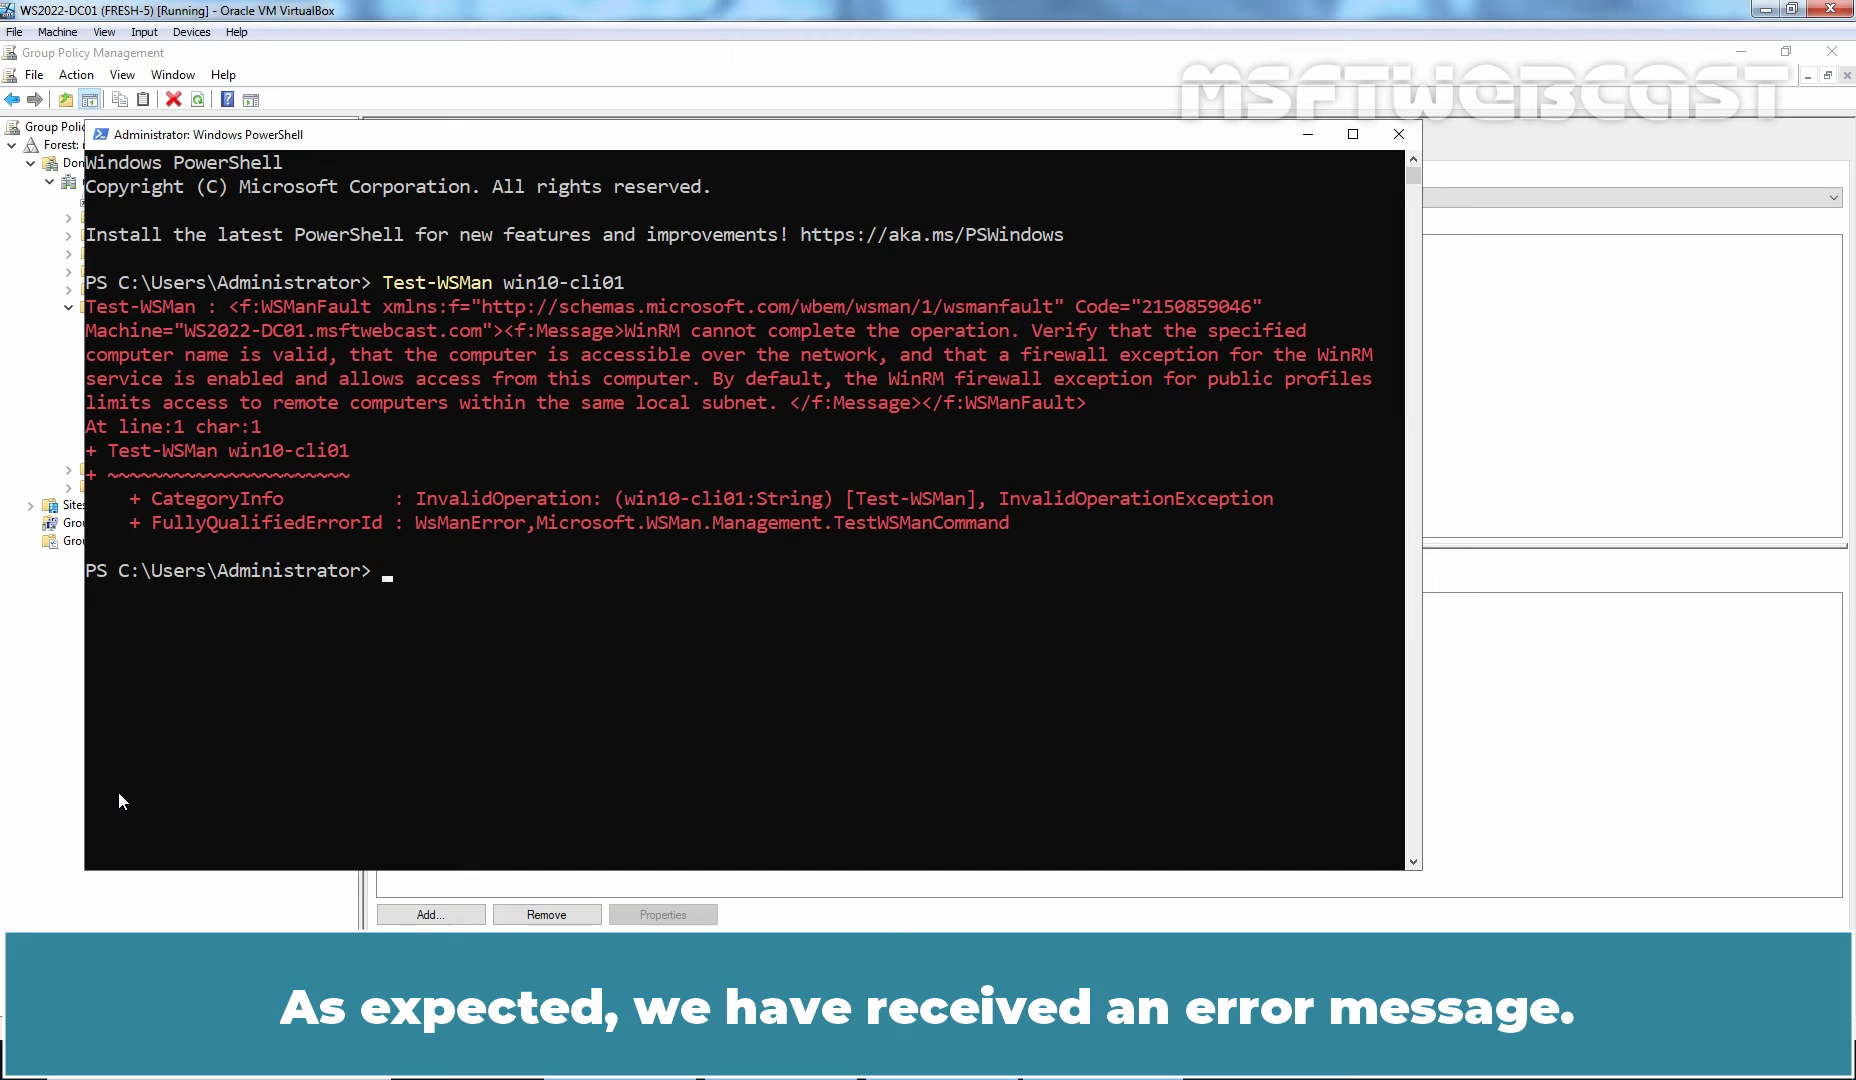 WS2022-DC01 (FRESH-5) [Running] - Oracle VM VirtualBox
File Machine View Input Devices Help
Group Policy Management
File Action View Window Help
MSFTWEBCAST
Group Polic
Forest:
Dom
Administrator: Windows PowerShell
Windows PowerShell
Copyright (C) Microsoft Corporation. All rights reserved.
Install the latest PowerShell for new features and improvements! https://aka.ms/PSWindows
PS C:\Users\Administrator> Test-WSMan win10-cli01
Test-WSMan : <f:WSManFault xmlns:f="http://schemas.microsoft.com/wbem/wsman/1/wsmanfault" Code="2150859046"
Machine="WS2022-DC01.msftwebcast.com"><f:Message>WinRM cannot complete the operation. Verify that the specified
computer name is valid, that the computer is accessible over the network, and that a firewall exception for the WinRM
service is enabled and allows access from this computer. By default, the WinRM firewall exception for public profiles
limits access to remote computers within the same local subnet. </f:Message></f:WSManFault>
At line:1 char:1
+ Test-WSMan win10-cli01
+ ~~~~~~~~~~~~~~~~~~~~~~
+ CategoryInfo : InvalidOperation: (win10-cli01:String) [Test-WSMan], InvalidOperationException
+ FullyQualifiedErrorId : WsManError,Microsoft.WSMan.Management.TestWSManCommand
PS C:\Users\Administrator>
Sites
Grou
Grou
Add... Remove Properties
As expected, we have received an error message.